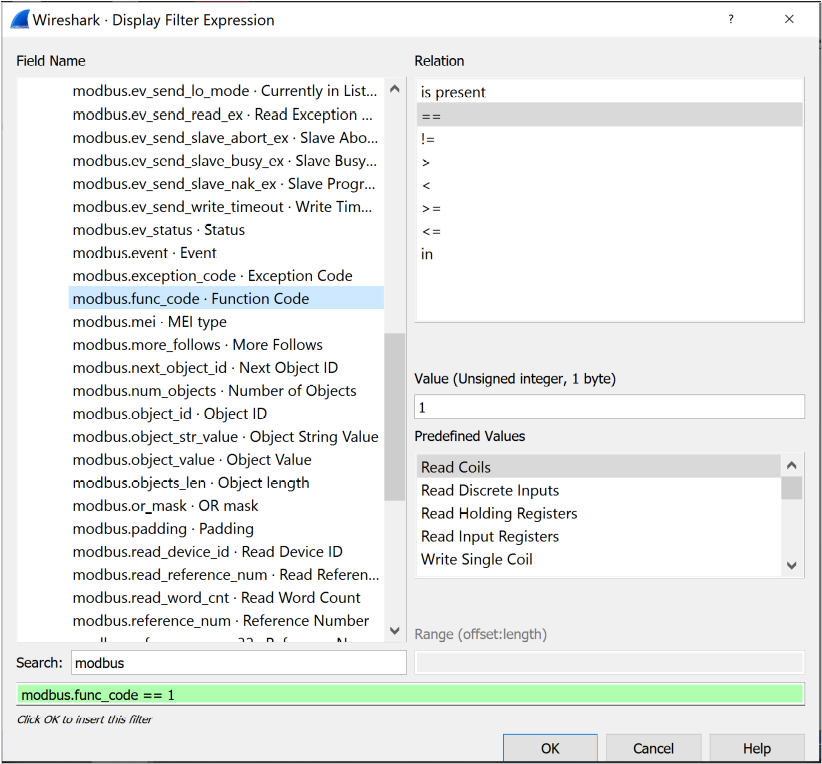 Wireshark · Display Filter Expression
?
×
Field Name
modbus.ev_send_lo_mode · Currently in List...
modbus.ev_send_read_ex · Read Exception ...
modbus.ev_send_slave_abort_ex · Slave Abo...
modbus.ev_send_slave_busy_ex · Slave Busy...
modbus.ev_send_slave_nak_ex · Slave Progr...
modbus.ev_send_write_timeout · Write Tim...
modbus.ev_status · Status
modbus.event · Event
modbus.exception_code · Exception Code
modbus.func_code · Function Code
modbus.mei · MEI type
modbus.more_follows · More Follows
modbus.next_object_id · Next Object ID
modbus.num_objects · Number of Objects
modbus.object_id · Object ID
modbus.object_str_value · Object String Value
modbus.object_value · Object Value
modbus.objects_len · Object length
modbus.or_mask · OR mask
modbus.padding · Padding
modbus.read_device_id · Read Device ID
modbus.read_reference_num · Read Referen...
modbus.read_word_cnt · Read Word Count
modbus.reference_num · Reference Number
Search: modbus
Relation
is present
==
!=
>
<
>=
<=
in
Value (Unsigned integer, 1 byte)
1
Predefined Values
Read Coils
Read Discrete Inputs
Read Holding Registers
Read Input Registers
Write Single Coil
Range (offset:length)
modbus.func_code == 1
Click OK to insert this filter
OK
Cancel
Help